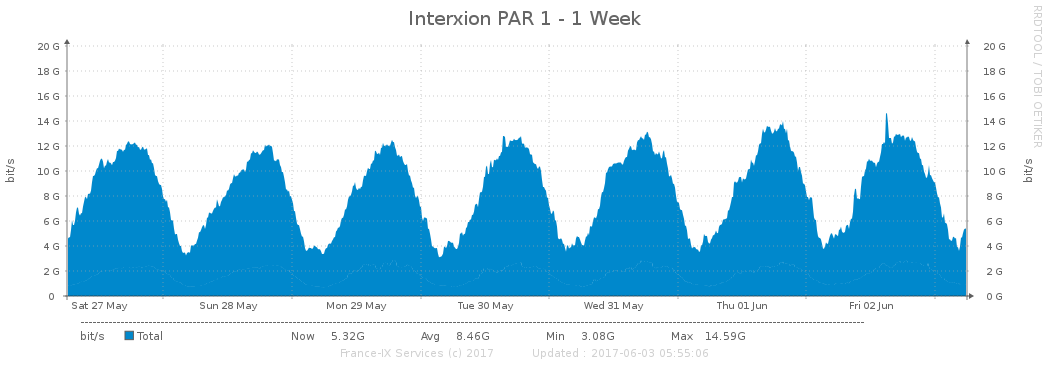 Interxion PAR 1 - 1 Week
RRDTOOL / TOBI OETIKER
20 G 20 G
18 G 18 G
16 G 16 G
14 G 14 G
12 G 12 G
10 G 10 G
8 G 8 G
6 G 6 G
4 G 4 G
2 G 2 G
0 0 G
bit/s
bit/s
Sat 27 May Sun 28 May Mon 29 May Tue 30 May Wed 31 May Thu 01 Jun Fri 02 Jun
bit/s Total Now 5.32G Avg 8.46G Min 3.08G Max 14.59G
France-IX Services (c) 2017 Updated : 2017-06-03 05:55:06